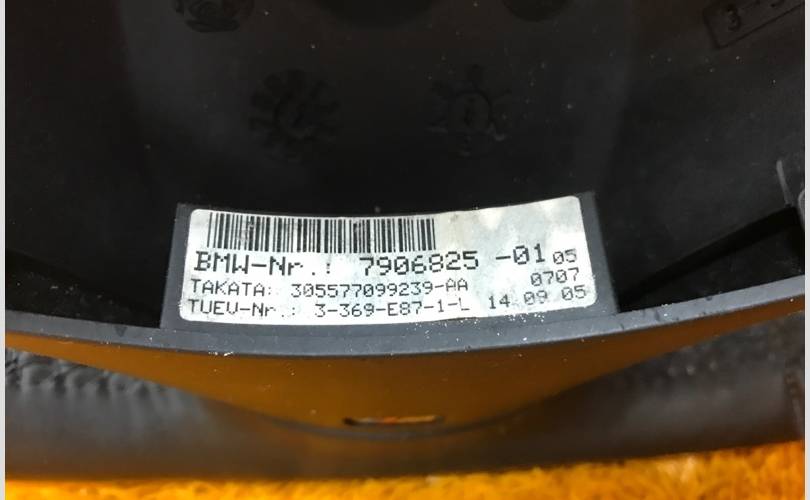 BMW-Nr.: 7906825 -01 05
TAKATA: 305577099239-AA 0707
TUEV-Nr.: 3-369-E87-1-L 14 09 05